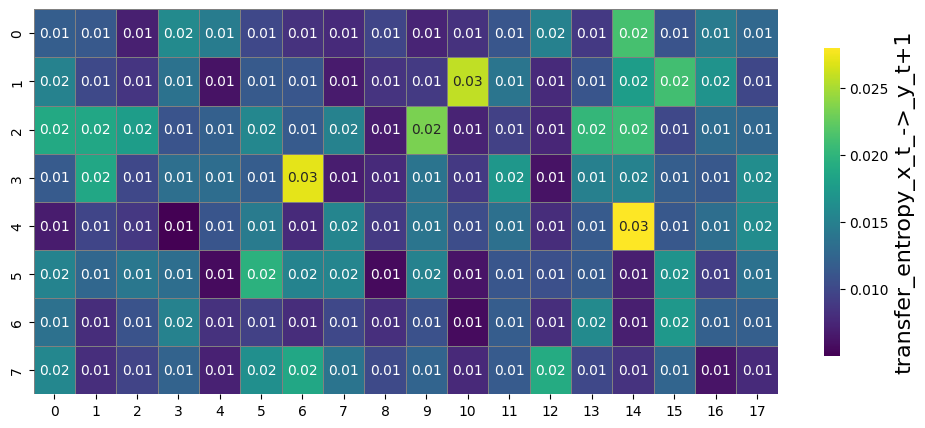 0 0.01 0.01 0.01 0.02 0.01 0.01 0.01 0.01 0.01 0.01 0.01 0.01 0.02 0.01 0.02 0.01 0.01 0.01
1 0.02 0.01 0.01 0.01 0.01 0.01 0.01 0.01 0.01 0.01 0.03 0.01 0.01 0.01 0.02 0.02 0.02 0.01
2 0.02 0.02 0.02 0.01 0.01 0.02 0.01 0.02 0.01 0.02 0.01 0.01 0.01 0.02 0.02 0.01 0.01 0.01
3 0.01 0.02 0.01 0.01 0.01 0.01 0.03 0.01 0.01 0.01 0.01 0.02 0.01 0.01 0.02 0.01 0.01 0.02
4 0.01 0.01 0.01 0.01 0.01 0.01 0.01 0.02 0.01 0.01 0.01 0.01 0.01 0.01 0.03 0.01 0.01 0.02
5 0.02 0.01 0.01 0.01 0.01 0.02 0.02 0.02 0.01 0.02 0.01 0.01 0.01 0.01 0.01 0.02 0.01 0.01
6 0.01 0.01 0.01 0.02 0.01 0.01 0.01 0.01 0.01 0.01 0.01 0.01 0.01 0.02 0.01 0.02 0.01 0.01
7 0.02 0.01 0.01 0.01 0.01 0.02 0.02 0.01 0.01 0.01 0.01 0.01 0.02 0.01 0.01 0.01 0.01 0.01
0 1 2 3 4 5 6 7 8 9 10 11 12 13 14 15 16 17
0.025
0.020
0.015
0.010
transfer_entropy_x_t_->_y_t+1